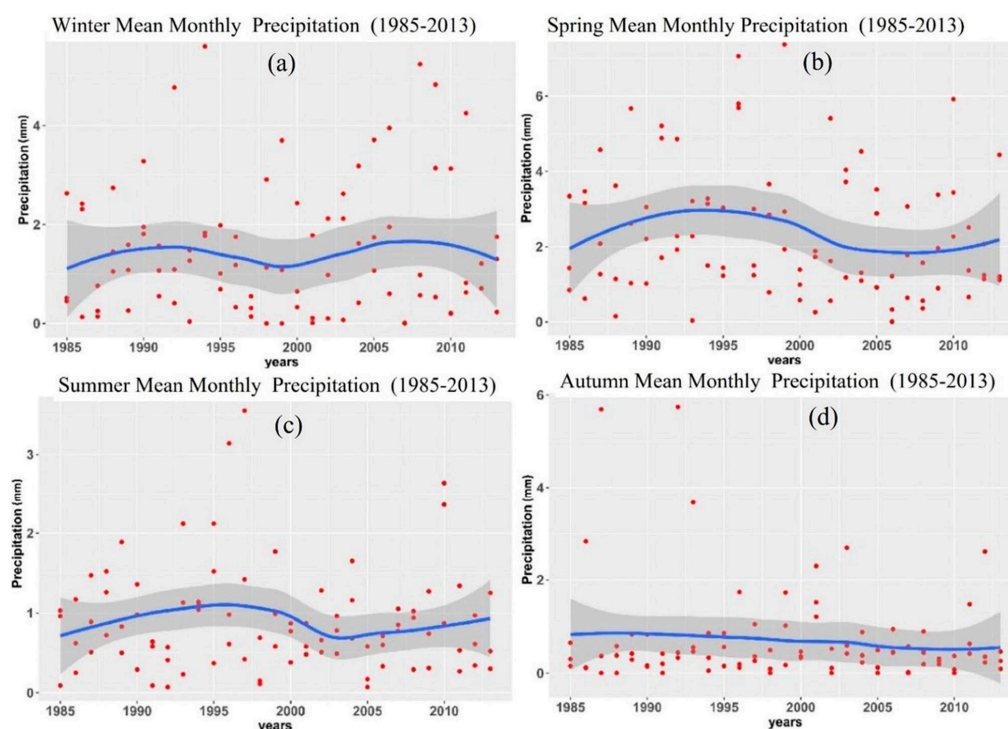 Winter Mean Monthly Precipitation (1985-2013)
(a)
Precipitation (mm)
4
2
0
1985 1990 1995 2000 2005 2010
years
Spring Mean Monthly Precipitation (1985-2013)
(b)
Precipitation (mm)
6
4
2
0
1985 1990 1995 2000 2005 2010
years
Summer Mean Monthly Precipitation (1985-2013)
(c)
Precipitation (mm)
3
2
1
0
1985 1990 1995 2000 2005 2010
years
Autumn Mean Monthly Precipitation (1985-2013)
(d)
Precipitation (mm)
6
4
2
0
1985 1990 1995 2000 2005 2010
years